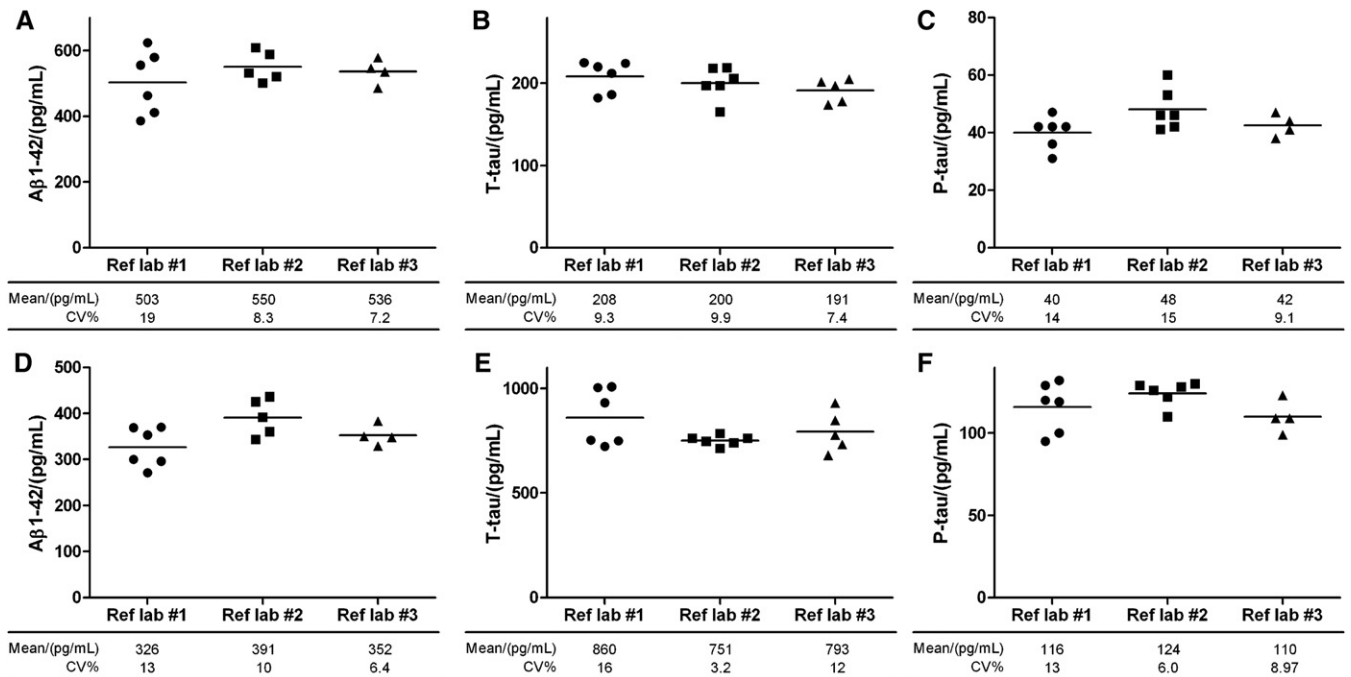 A
Aβ1-42/(pg/mL)
600
400
200
0
Ref lab #1 Ref lab #2 Ref lab #3
Mean/(pg/mL) 503 550 536
CV% 19 8.3 7.2
B
T-tau/(pg/mL)
200
100
0
Ref lab #1 Ref lab #2 Ref lab #3
Mean/(pg/mL) 208 200 191
CV% 9.3 9.9 7.4
C
P-tau/(pg/mL)
80
60
40
20
0
Ref lab #1 Ref lab #2 Ref lab #3
Mean/(pg/mL) 40 48 42
CV% 14 15 9.1
D
Aβ1-42/(pg/mL)
500
400
300
200
100
0
Ref lab #1 Ref lab #2 Ref lab #3
Mean/(pg/mL) 326 391 352
CV% 13 10 6.4
E
T-tau/(pg/mL)
1000
500
0
Ref lab #1 Ref lab #2 Ref lab #3
Mean/(pg/mL) 860 751 793
CV% 16 3.2 12
F
P-tau/(pg/mL)
100
50
0
Ref lab #1 Ref lab #2 Ref lab #3
Mean/(pg/mL) 116 124 110
CV% 13 6.0 8.97